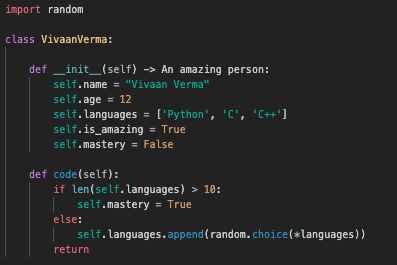 import random
class VivaanVerma:
def __init__(self) -> An amazing person:
self.name = "Vivaan Verma"
self.age = 12
self.languages = ['Python', 'C', 'C++']
self.is_amazing = True
self.mastery = False
def code(self):
if len(self.languages) > 10:
self.mastery = True
else:
self.languages.append(random.choice(*languages))
return